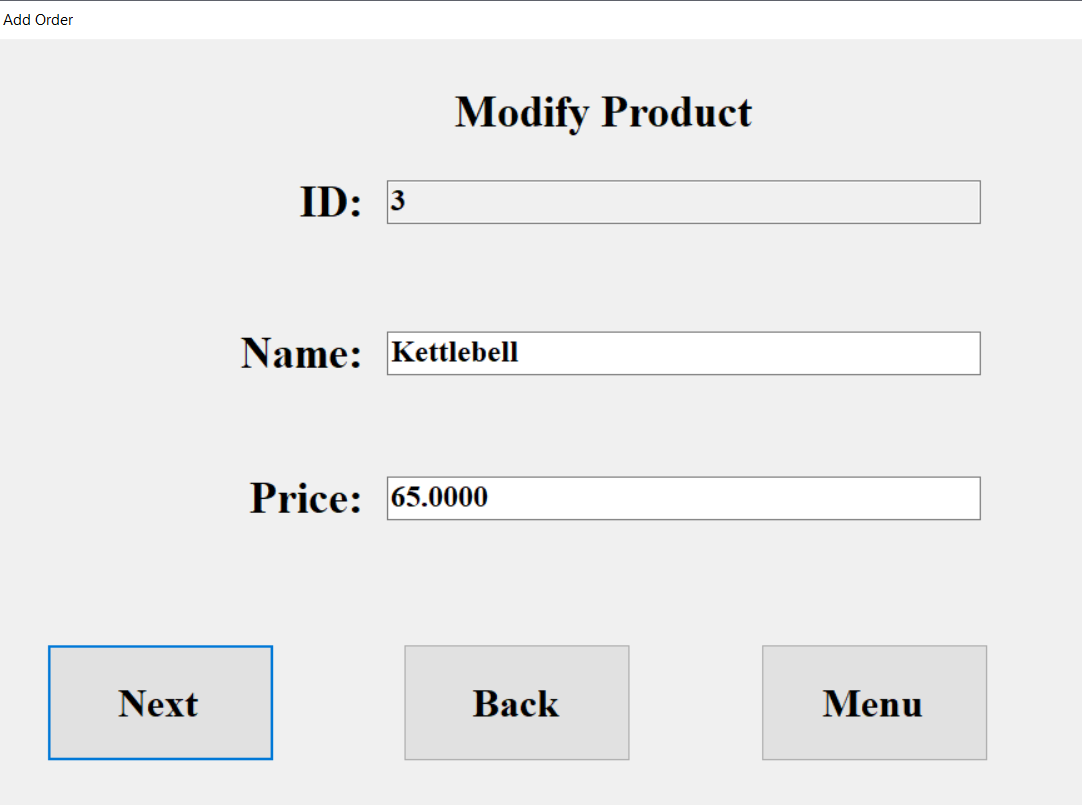 Add Order
Modify Product
ID: 3
Name: Kettlebell
Price: 65.0000
Next Back Menu